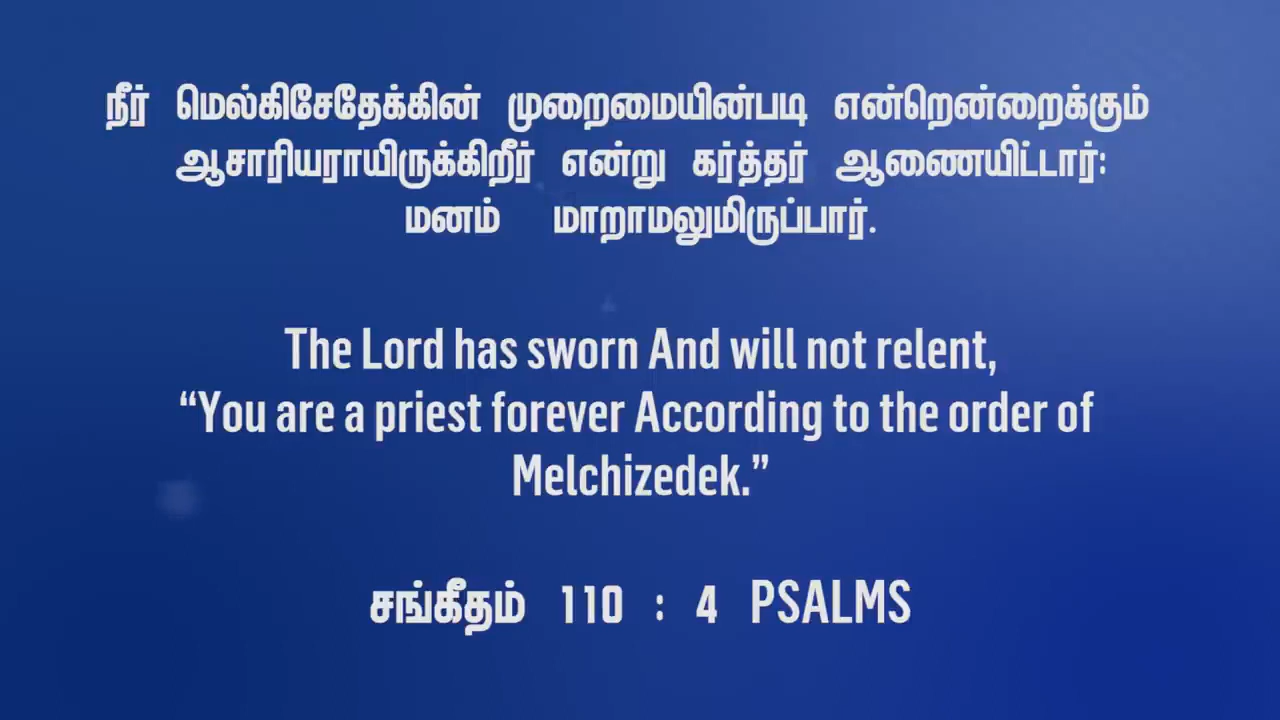 நீர் மெல்கிசேதேக்கின் முறைமையின்படி என்றென்றைக்கும்
ஆசாரியராயிருக்கிறீர் என்று கர்த்தர் ஆணையிட்டார்:
மனம் மாறாமலுமிருப்பார்.
The Lord has sworn And will not relent,
“You are a priest forever According to the order of
Melchizedek.”
சங்கீதம் 110 : 4 PSALMS